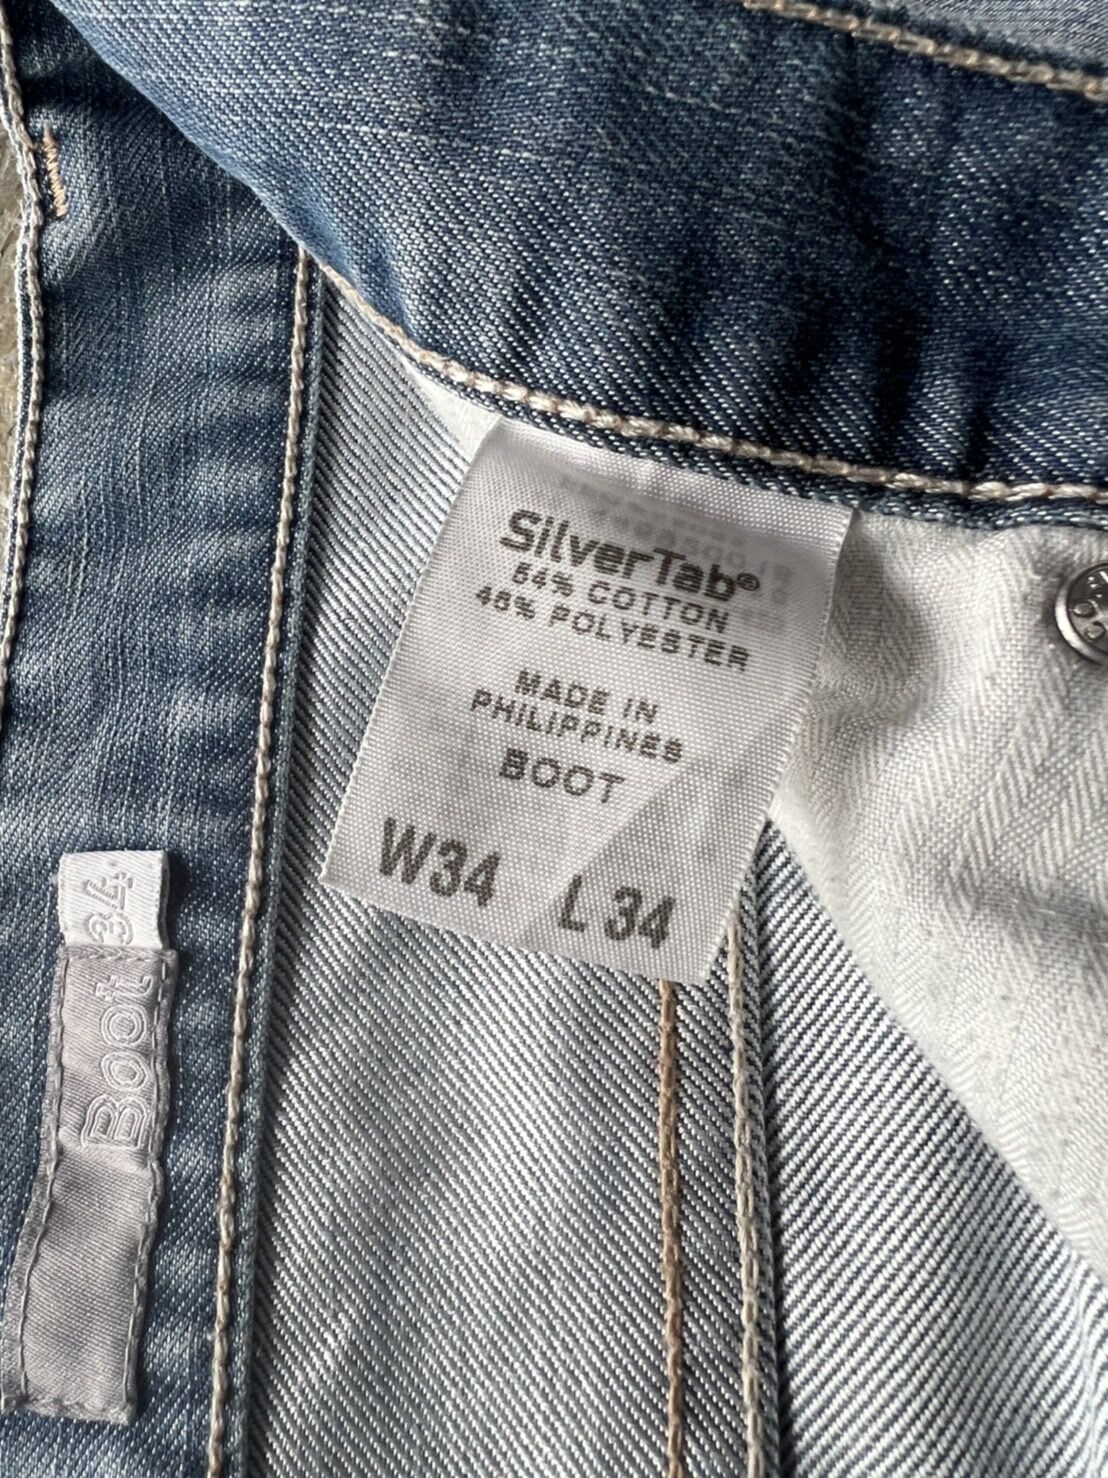 SilverTab®
54% COTTON
46% POLYESTER
MADE IN
PHILIPPINES
BOOT
W34 L 34
Boot 34